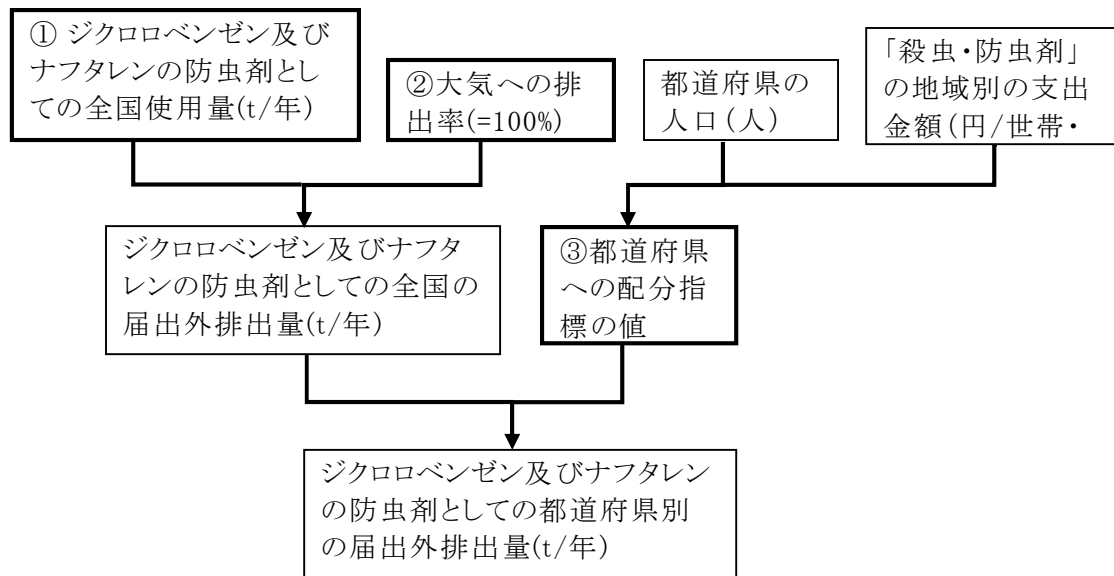 ① ジクロロベンゼン及び
ナフタレンの防虫剤とし
ての全国使用量(t/年)
②大気への排
出率(=100%)
都道府県の
人口(人)
「殺虫・防虫剤」
の地域別の支出
金額(円/世帯・
ジクロロベンゼン及びナフタ
レンの防虫剤としての全国の
届出外排出量(t/年)
③都道府県
への配分指
標の値
ジクロロベンゼン及びナフタレン
の防虫剤としての都道府県別
の届出外排出量(t/年)